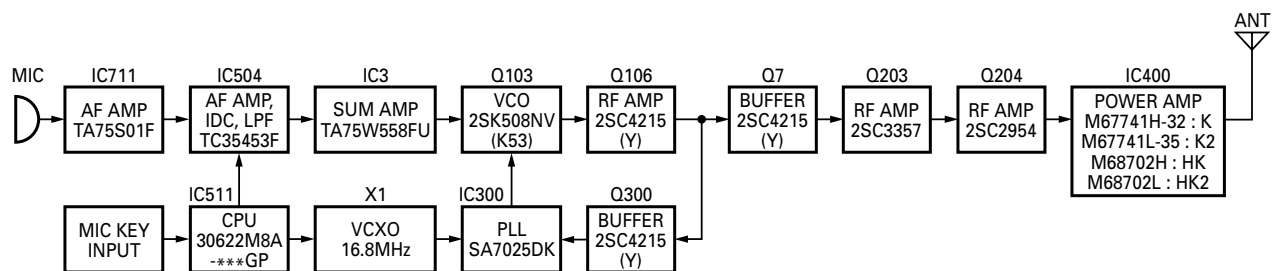 ANT
MIC
IC711
AF AMP
TA75S01F
IC504
AF AMP,
IDC, LPF
TC35453F
IC3
SUM AMP
TA75W558FU
Q103
VCO
2SK508NV
(K53)
Q106
RF AMP
2SC4215
(Y)
Q7
BUFFER
2SC4215
(Y)
Q203
RF AMP
2SC3357
Q204
RF AMP
2SC2954
IC400
POWER AMP
M67741H-32 : K
M67741L-35 : K2
M68702H : HK
M68702L : HK2
MIC KEY
INPUT
IC511
CPU
30622M8A
-***GP
X1
VCXO
16.8MHz
IC300
PLL
SA7025DK
Q300
BUFFER
2SC4215
(Y)